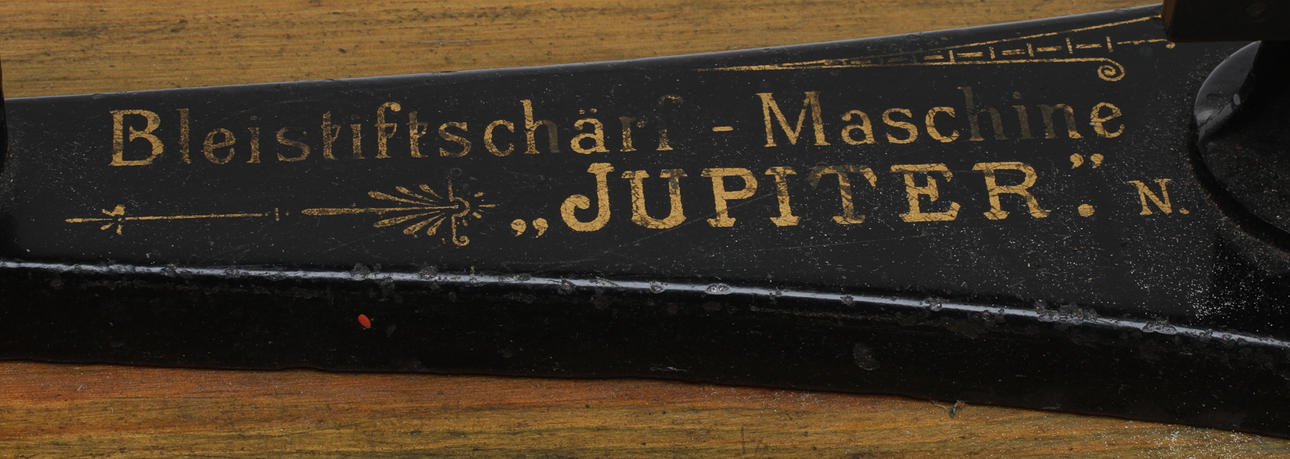 Bleistiftschärf - Maschine
„JUPITER.” N.